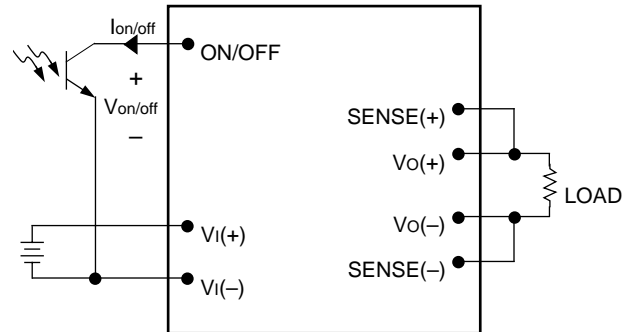 Ion/off
ON/OFF
+
Von/off
–
SENSE(+)
VO(+)
LOAD
VO(–)
VI(+)
SENSE(–)
VI(–)